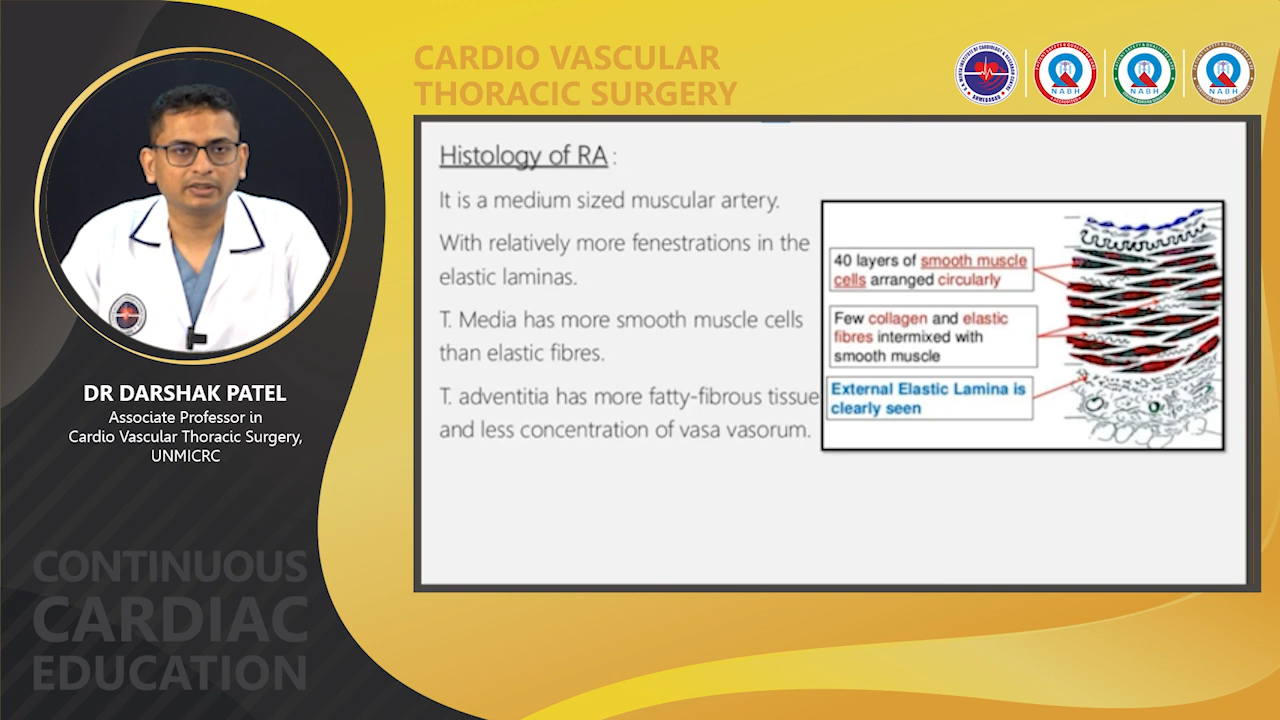 CARDIO VASCULAR
THORACIC SURGERY
NABH
NABH
NABH
Histology of RA :
It is a medium sized muscular artery.
With relatively more fenestrations in the
elastic laminas.
T. Media has more smooth muscle cells
than elastic fibres.
T. adventitia has more fatty-fibrous tissue
and less concentration of vasa vasorum.
40 layers of smooth muscle
cells arranged circularly
Few collagen and elastic
fibres intermixed with
smooth muscle
External Elastic Lamina is
clearly seen
DR DARSHAK PATEL
Associate Professor in
Cardio Vascular Thoracic Surgery,
UNMICRC
CONTINUOUS
CARDIAC
EDUCATION